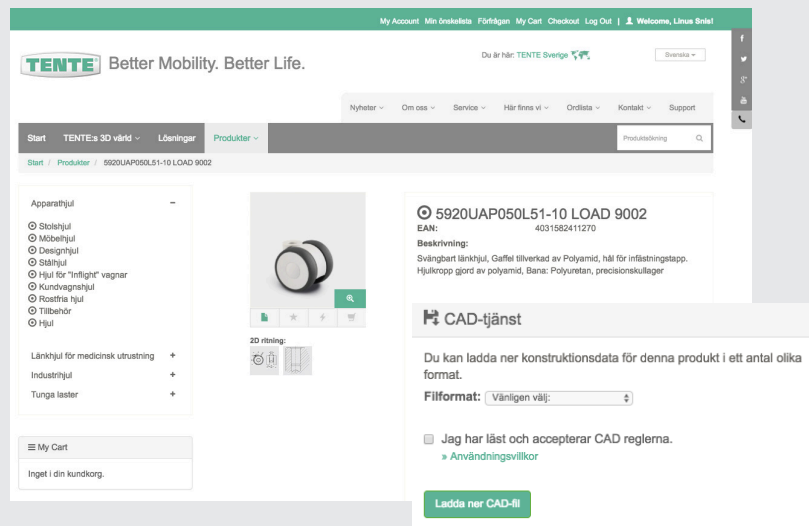 My Account Min önskelista Förfrågan My Cart Checkout Log Out | Welcome, Linus Snis!
TENTE Better Mobility. Better Life.
Du är här: TENTE Sverige
Svenska
Nyheter Om oss Service Här finns vi Ordlista Kontakt Support
Start TENTE:s 3D värld Lösningar Produkter
Produktsökning
Start / Produkter / 5920UAP050L51-10 LOAD 9002
Apparathjul −
Stolshjul
Möbelhjul
Designhjul
Stålhjul
Hjul för "Inflight" vagnar
Kundvagnshjul
Rostfria hjul
Tillbehör
Hjul
Länkhjul för medicinsk utrustning +
Industrihjul +
Tunga laster +
My Cart
Inget i din kundkorg.
2D ritning:
5920UAP050L51-10 LOAD 9002
EAN: 4031582411270
Beskrivning:
Svängbart länkhjul, Gaffel tillverkad av Polyamid, hål för infästningstapp.
Hjulkropp gjord av polyamid, Bana: Polyuretan, precisionskullager
CAD-tjänst
Du kan ladda ner konstruktionsdata för denna produkt i ett antal olika
format.
Filformat: Vänligen välj:
Jag har läst och accepterar CAD reglerna.
» Användningsvillkor
Ladda ner CAD-fil